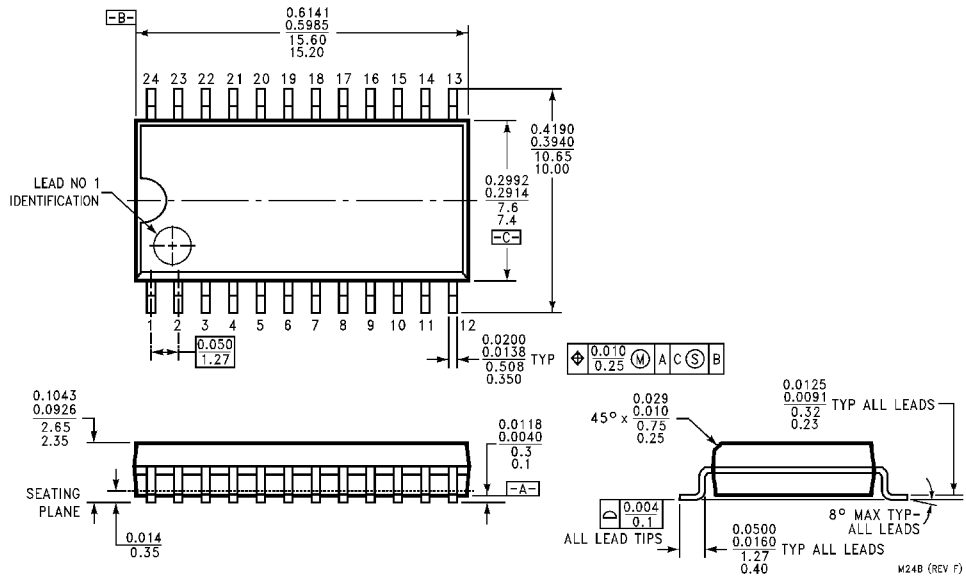 -B-
0.6141
0.5985
15.60
15.20
24 23 22 21 20 19 18 17 16 15 14 13
LEAD NO 1
IDENTIFICATION
0.2992
0.2914
7.6
7.4
-C-
0.4190
0.3940
10.65
10.00
1 2 3 4 5 6 7 8 9 10 11 12
0.050
1.27
0.0200
0.0138
0.508
0.350
TYP
⌖ 0.010 0.25 Ⓜ A C Ⓢ B
0.1043
0.0926
2.65
2.35
SEATING
PLANE
0.014
0.35
0.0118
0.0040
0.3
0.1
-A-
45° x
0.029
0.010
0.75
0.25
0.0125
0.0091
0.32
0.23
TYP ALL LEADS
D 0.004 0.1
ALL LEAD TIPS
0.0500
0.0160
1.27
0.40
TYP ALL LEADS
8° MAX TYP-
ALL LEADS
M24B (REV F)